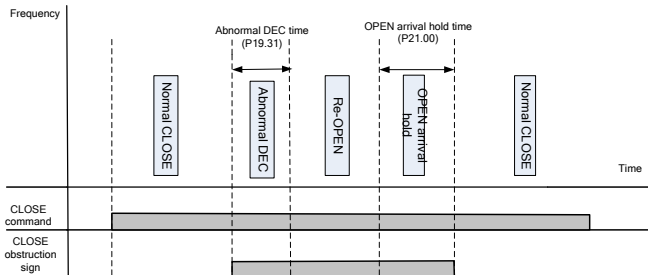 Frequency
Abnormal DEC time
(P19.31)
OPEN arrival hold time
(P21.00)
Normal CLOSE
Abnormal DEC
Re-OPEN
OPEN arrival
hold
Normal CLOSE
Time
CLOSE
command
CLOSE
obstruction
sign